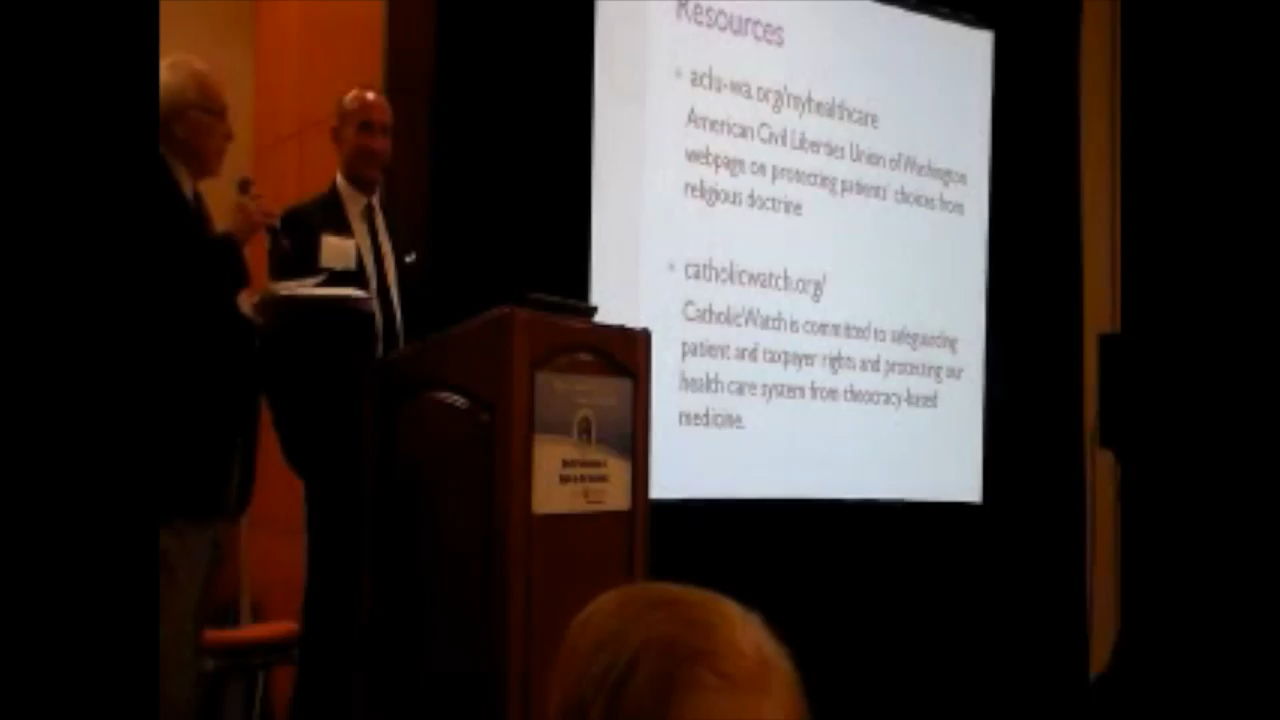 Resources
aclu-wa.org/myhealthcare
American Civil Liberties Union of Washington
webpage on protecting patients' choices from
religious doctrine
catholicwatch.org/
CatholicWatch is committed to safeguarding
patient and taxpayer rights and protecting our
health care system from theocracy-based
medicine.